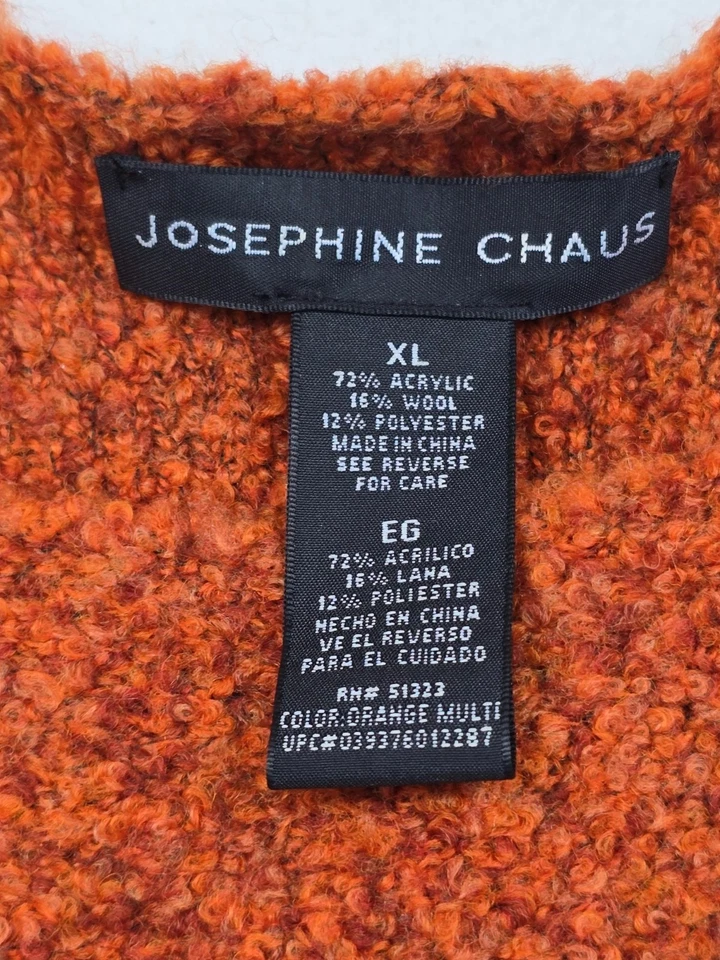 JOSEPHINE CHAUS
XL
72% ACRYLIC
16% WOOL
12% POLYESTER
MADE IN CHINA
SEE REVERSE
FOR CARE
EG
72% ACRILICO
16% LANA
12% POLIESTER
HECHO EN CHINA
VE EL REVERSO
PARA EL CUIDADO
RN# 51323
COLOR:ORANGE MULTI
UPC#039376012287